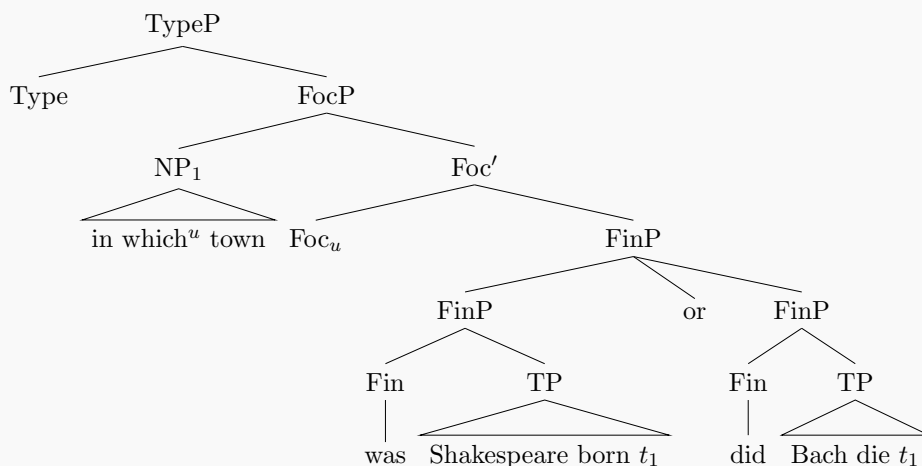 TypeP
Type FocP
NP₁ Foc′
in whichᵘ town Focᵤ FinP
FinP or FinP
Fin TP Fin TP
was Shakespeare born t₁ did Bach die t₁